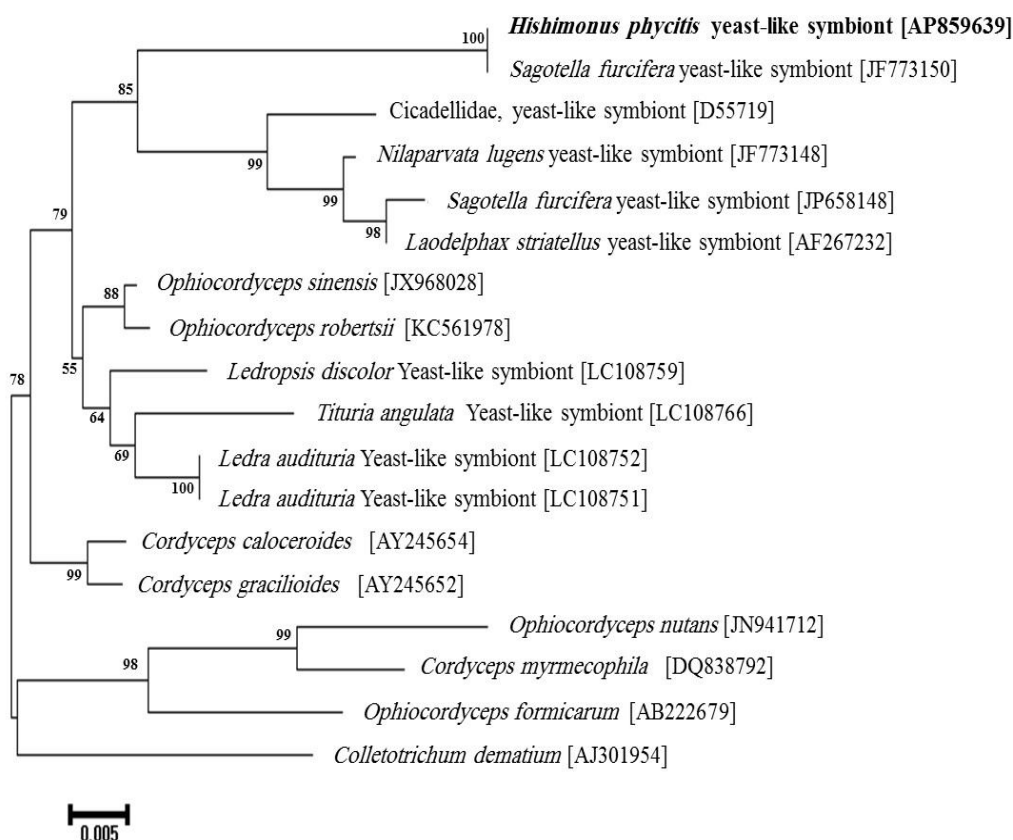 100 Hishimonus phycitis yeast-like symbiont [AP859639]
Sagotella furcifera yeast-like symbiont [JF773150]
85
Cicadellidae, yeast-like symbiont [D55719]
99
Nilaparvata lugens yeast-like symbiont [JF773148]
99
Sagotella furcifera yeast-like symbiont [JP658148]
98
Laodelphax striatellus yeast-like symbiont [AF267232]
79
Ophiocordyceps sinensis [JX968028]
88
Ophiocordyceps robertsii [KC561978]
55
Ledropsis discolor Yeast-like symbiont [LC108759]
64
Tituria angulata Yeast-like symbiont [LC108766]
69
Ledra audituria Yeast-like symbiont [LC108752]
100
Ledra audituria Yeast-like symbiont [LC108751]
78
Cordyceps caloceroides [AY245654]
99
Cordyceps gracilioides [AY245652]
Ophiocordyceps nutans [JN941712]
99
Cordyceps myrmecophila [DQ838792]
98
Ophiocordyceps formicarum [AB222679]
Colletotrichum dematium [AJ301954]
0.005